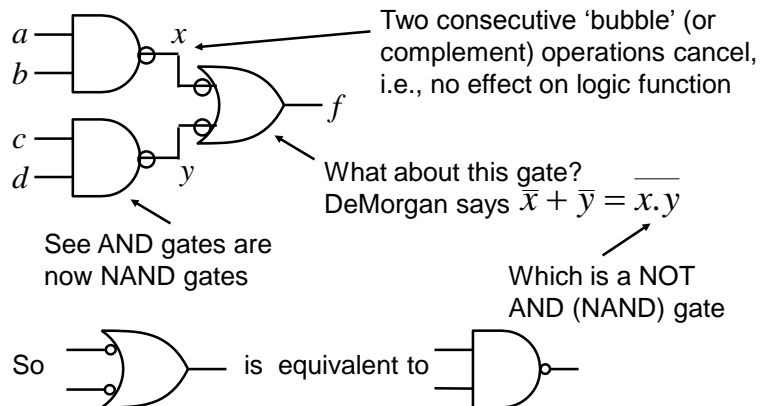 a
b
x
Two consecutive ‘bubble’ (or
complement) operations cancel,
i.e., no effect on logic function
f
c
d
y
What about this gate?
DeMorgan says x̅ + y̅ = x̅.̅y̅
See AND gates are
now NAND gates
Which is a NOT
AND (NAND) gate
So is equivalent to